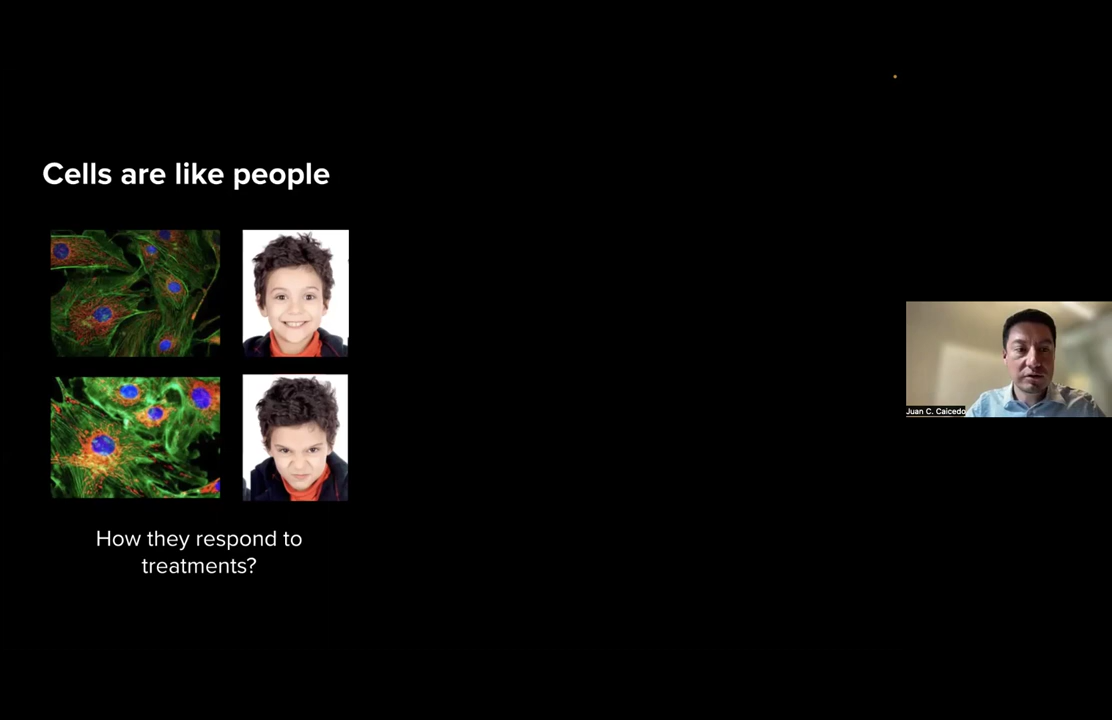 Cells are like people
How they respond to
treatments?
Juan C. Caicedo